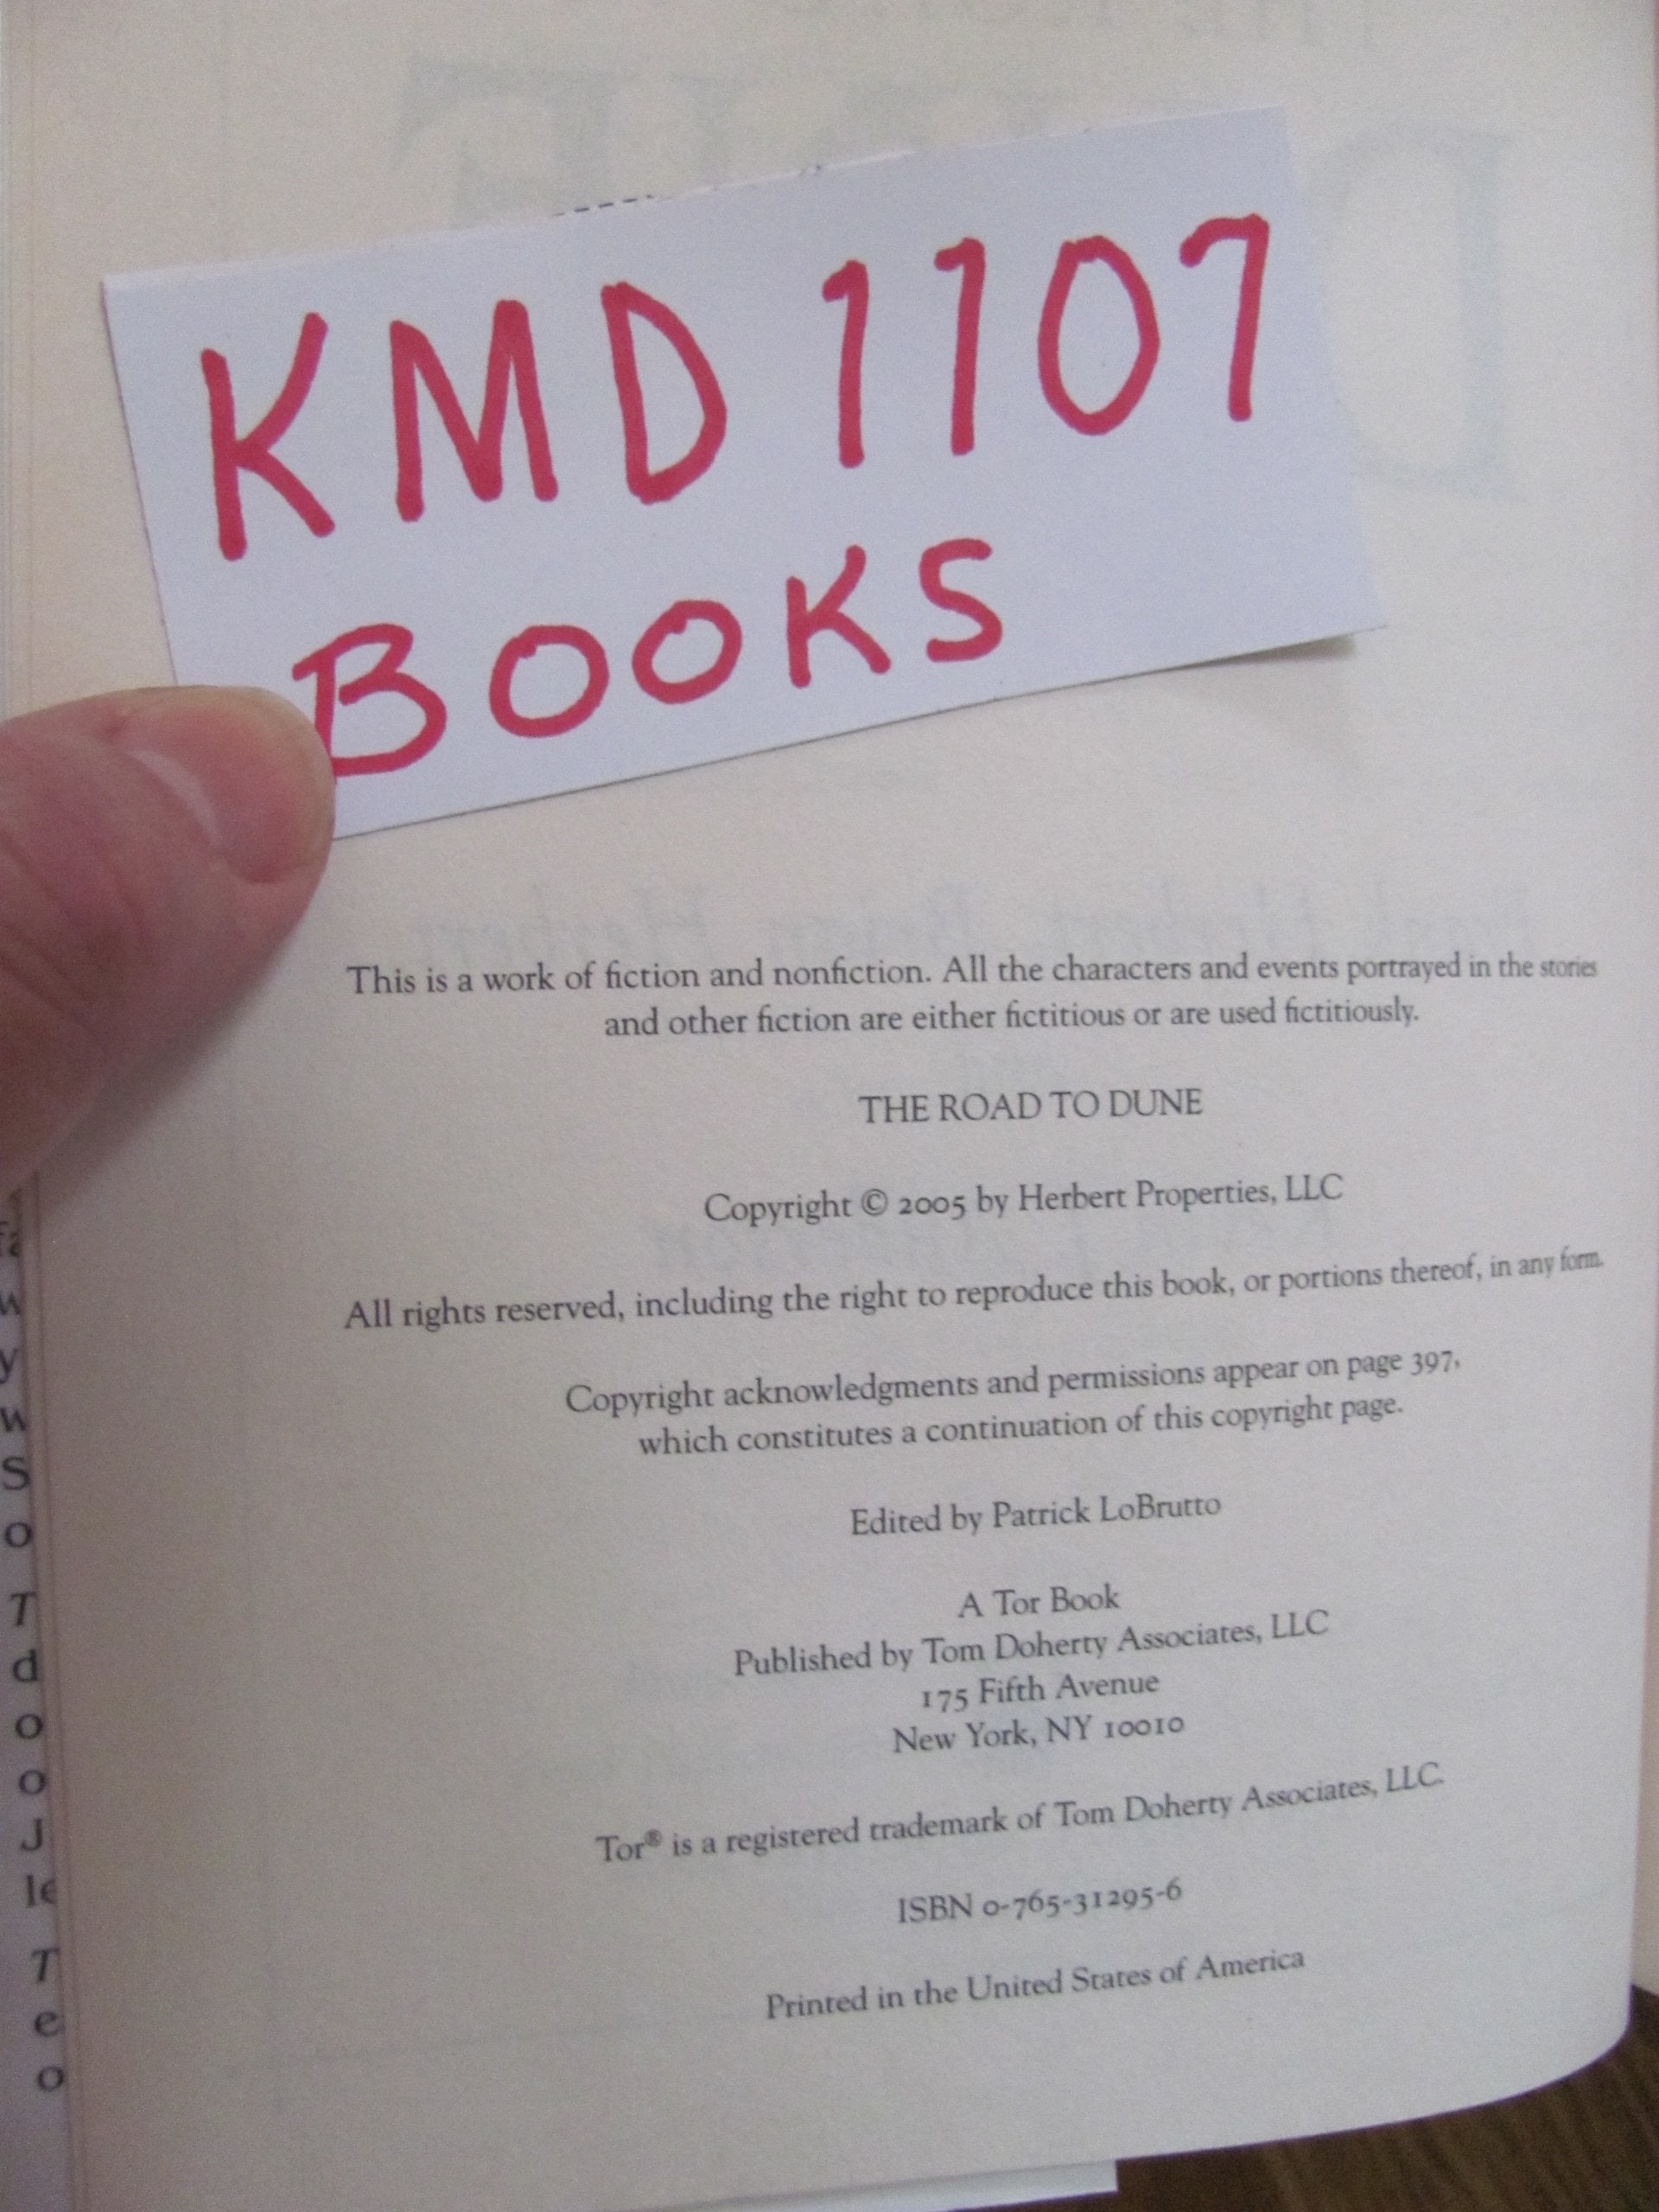 KMD 1107
BOOKS
This is a work of fiction and nonfiction. All the characters and events portrayed in the stories
and other fiction are either fictitious or are used fictitiously.
THE ROAD TO DUNE
Copyright © 2005 by Herbert Properties, LLC
All rights reserved, including the right to reproduce this book, or portions thereof, in any form.
Copyright acknowledgments and permissions appear on page 397,
which constitutes a continuation of this copyright page.
Edited by Patrick LoBrutto
A Tor Book
Published by Tom Doherty Associates, LLC
175 Fifth Avenue
New York, NY 10010
Tor® is a registered trademark of Tom Doherty Associates, LLC.
ISBN 0-765-31295-6
Printed in the United States of America